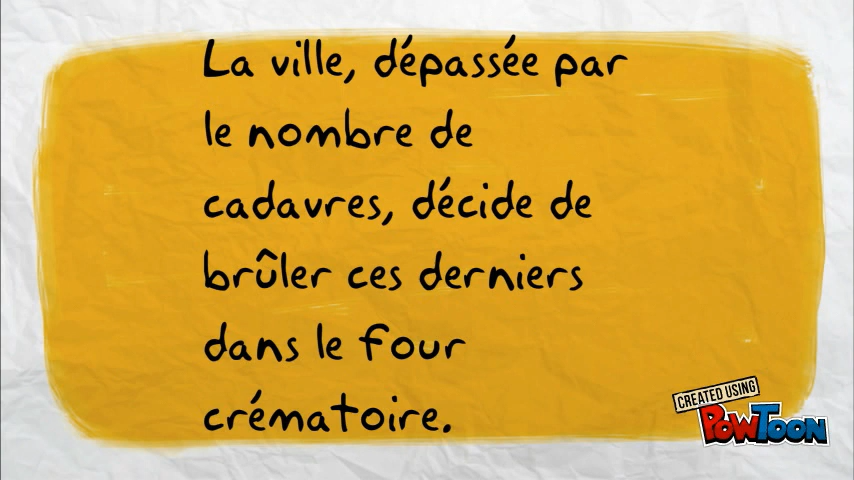 La ville, dépassée par
le nombre de
cadavres, décide de
brûler ces derniers
dans le four
crématoire.
CREATED USING
POWTOON